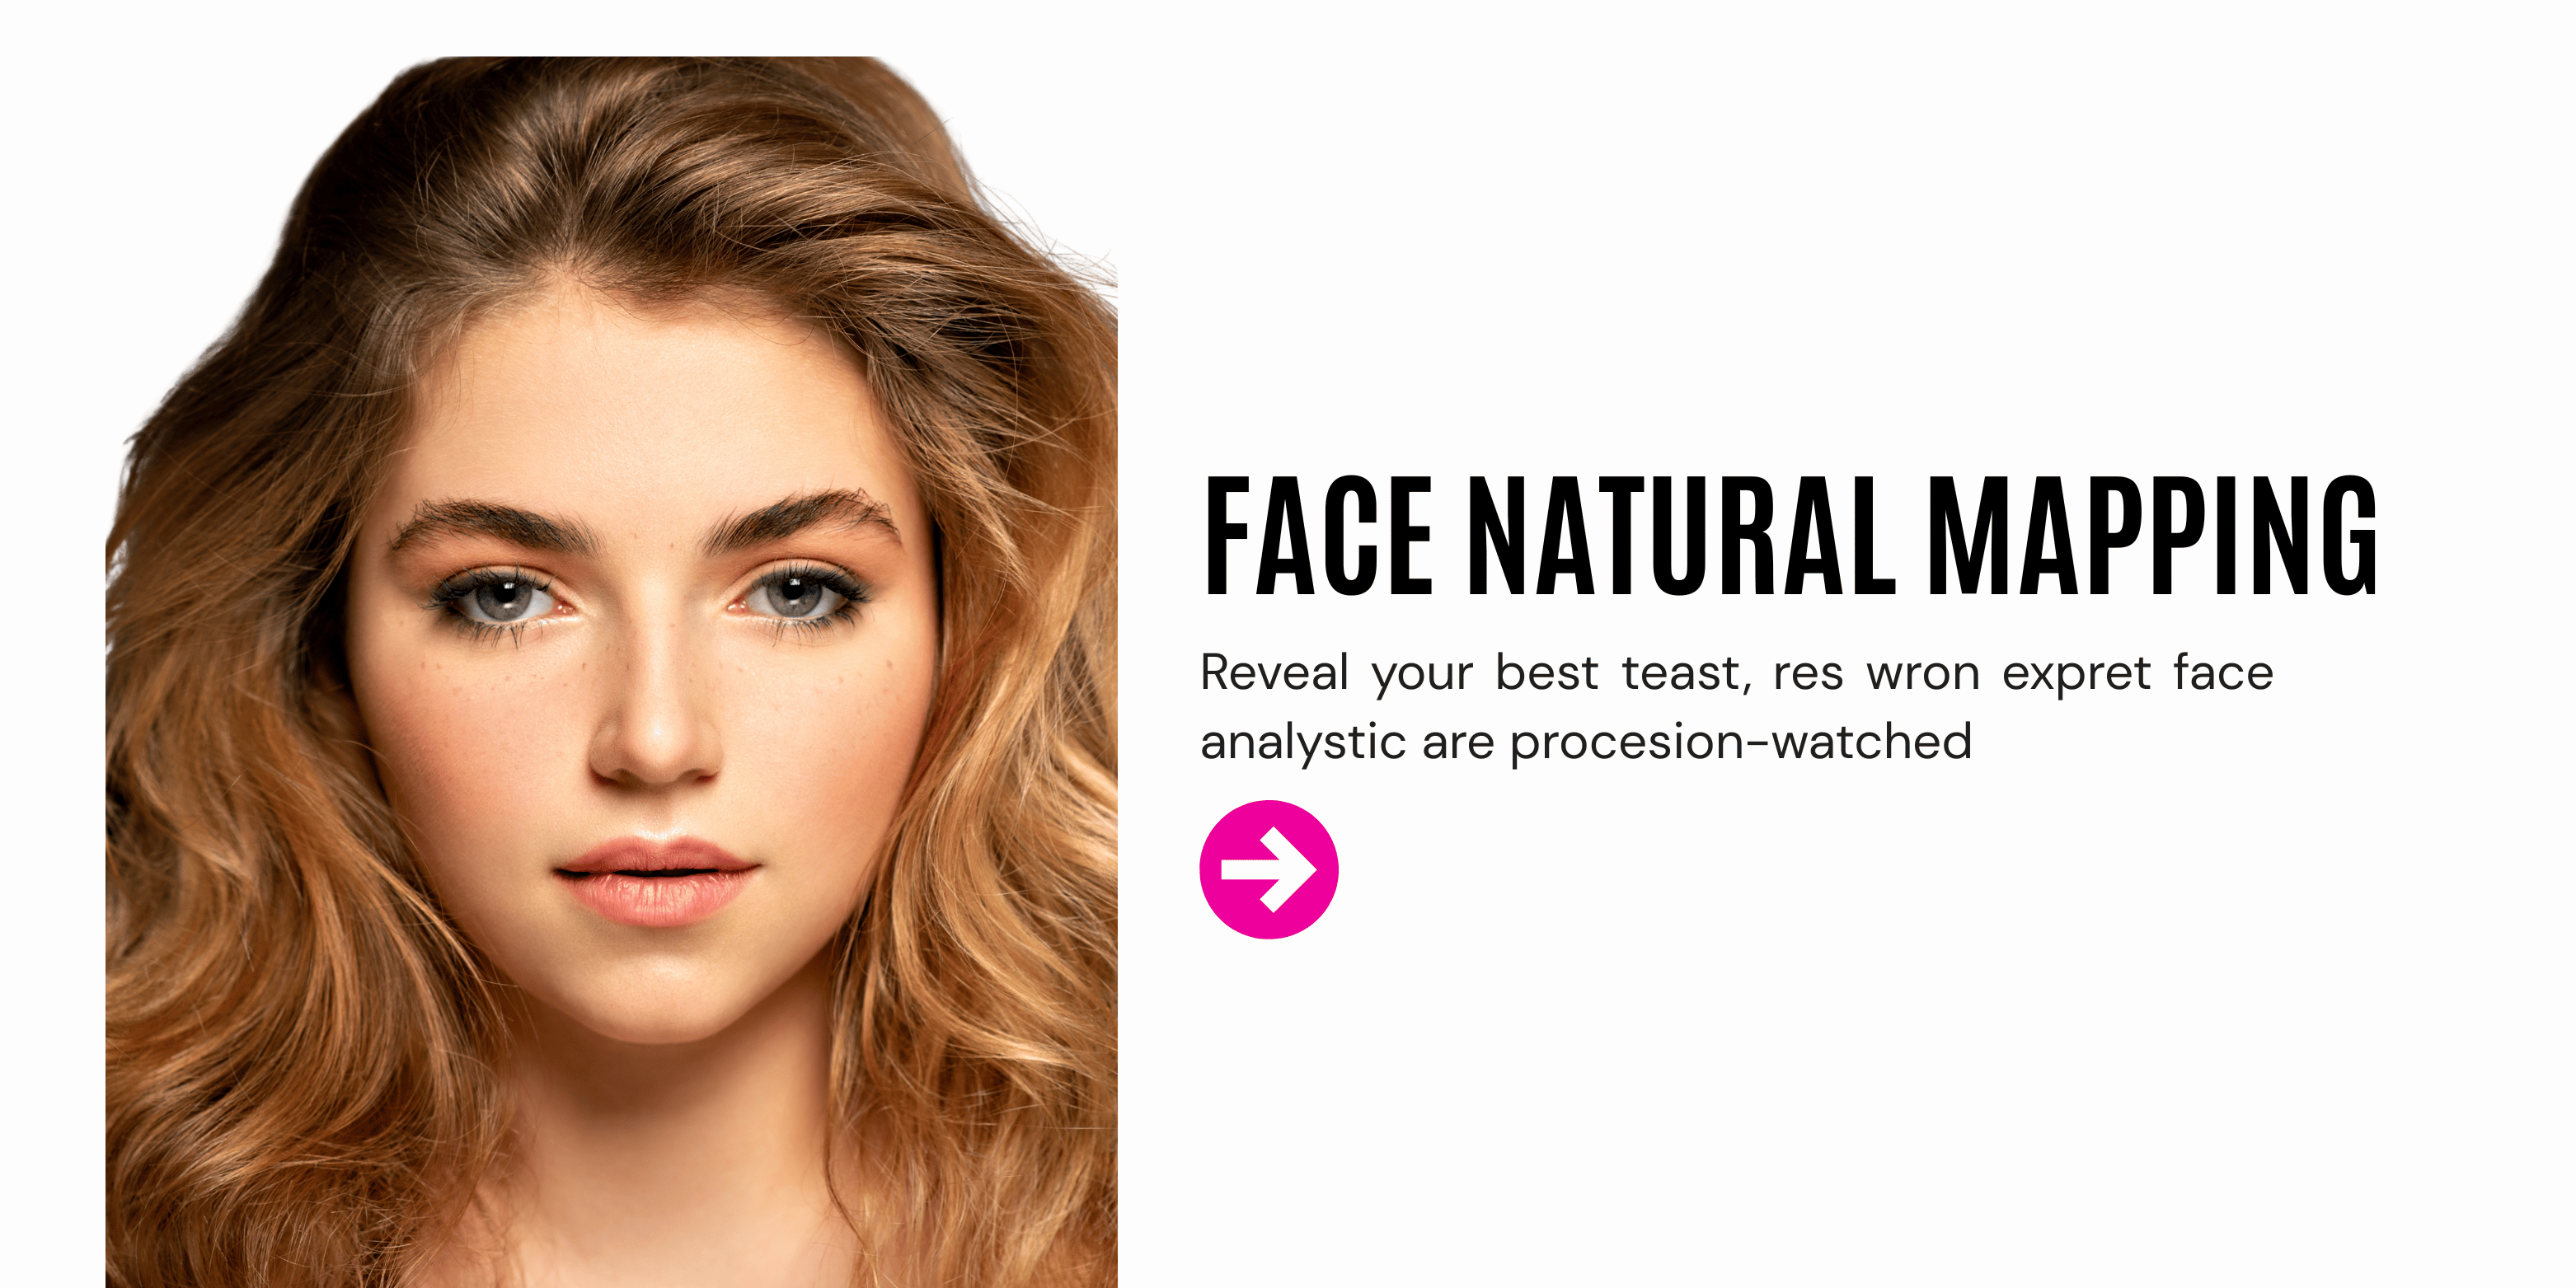 FACE NATURAL MAPPING
Reveal your best teast, res wron expret face
analystic are procesion-watched